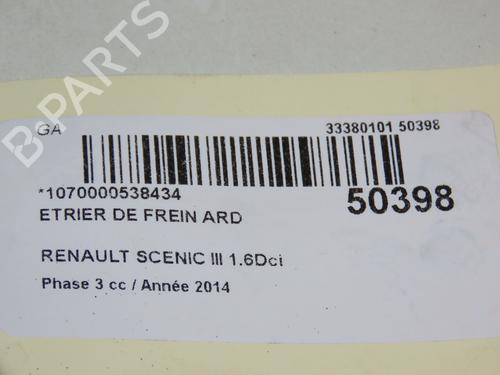 B-PARTS
GA
33380101 50398
*1070000538434
50398
ETRIER DE FREIN ARD
RENAULT SCENIC III 1.6Dci
Phase 3 cc / Année 2014